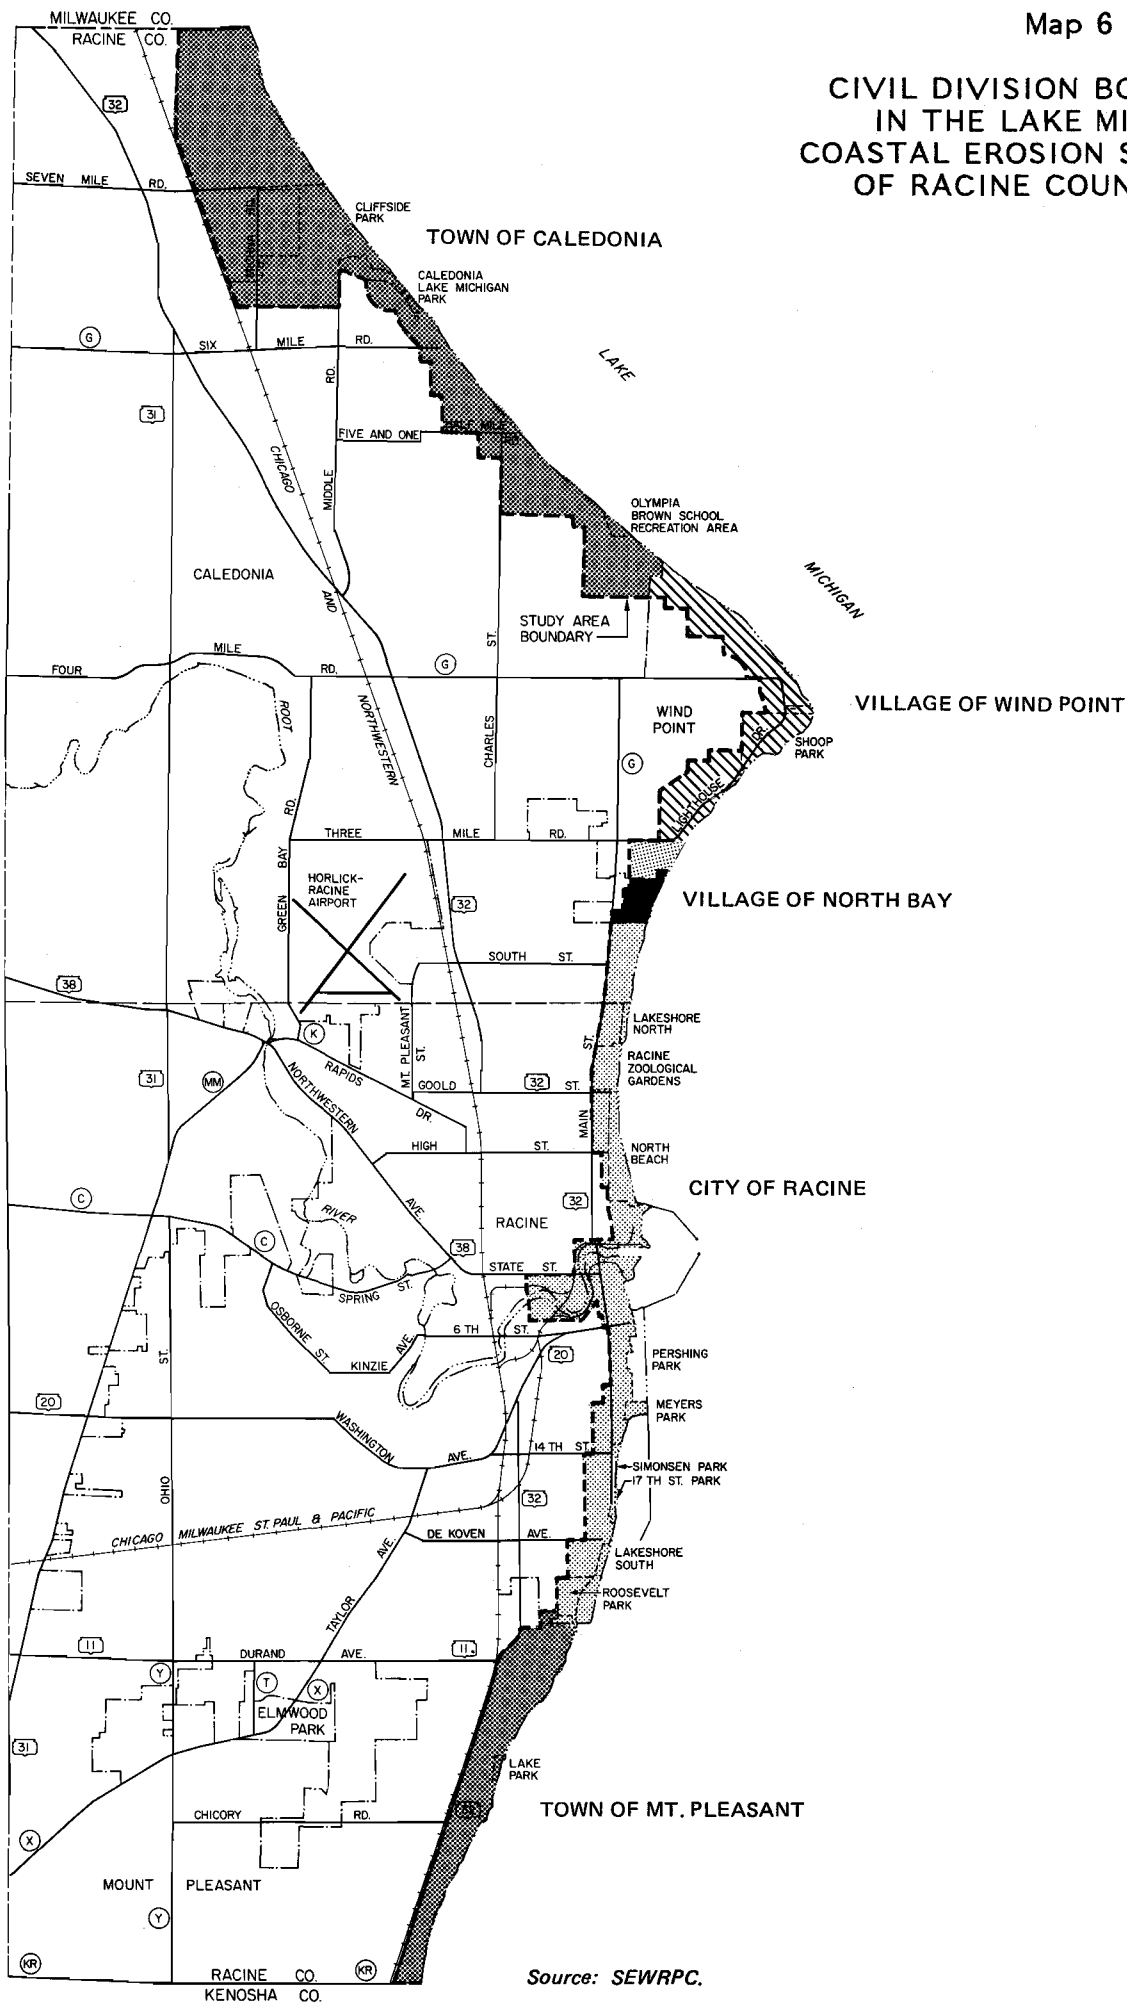 Map 6
CIVIL DIVISION BO
IN THE LAKE MI
COASTAL EROSION S
OF RACINE COUN
MILWAUKEE CO.
RACINE CO.
32
SEVEN MILE RD.
CLIFFSIDE
PARK
TOWN OF CALEDONIA
CALEDONIA
LAKE MICHIGAN
PARK
G
SIX MILE RD.
LAKE
MICHIGAN
31
RD.
MIDDLE
FIVE AND ONE
HALF MILE
RD.
CHICAGO
AND
NORTHWESTERN
OLYMPIA
BROWN SCHOOL
RECREATION AREA
CALEDONIA
STUDY AREA
BOUNDARY
ST.
CHARLES
FOUR MILE RD.
G
ROOT
WIND
POINT
VILLAGE OF WIND POINT
SHOOP
PARK
LIGHTHOUSE DR.
G
THREE MILE RD.
GREEN BAY RD.
HORLICK-
RACINE
AIRPORT
32
VILLAGE OF NORTH BAY
SOUTH ST.
38
LAKESHORE
NORTH
K
MT. PLEASANT ST.
RACINE
ZOOLOGICAL
GARDENS
31
MM
NORTHWESTERN AVE.
RAPIDS DR.
GOOLD ST.
32
MAIN ST.
HIGH ST.
NORTH
BEACH
CITY OF RACINE
C
32
RIVER
RACINE
C
38
STATE ST.
SPRING ST.
OSBORNE ST.
6 TH ST.
KINZIE AVE.
20
PERSHING
PARK
ST.
20
MEYERS
PARK
WASHINGTON AVE.
14 TH ST.
SIMONSEN PARK
17 TH ST. PARK
OHIO
32
CHICAGO MILWAUKEE ST. PAUL & PACIFIC
AVE.
DE KOVEN AVE.
LAKESHORE
SOUTH
TAYLOR
ROOSEVELT
PARK
11
DURAND AVE.
11
Y
T
X
ELMWOOD
PARK
31
LAKE
PARK
CHICORY RD.
32
TOWN OF MT. PLEASANT
X
MOUNT PLEASANT
Y
KR
RACINE CO.
KR
KENOSHA CO.
Source: SEWRPC.